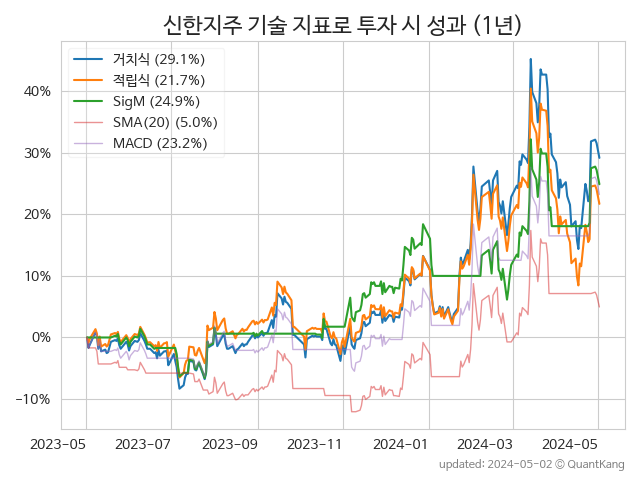 신한지주 기술 지표로 투자 시 성과 (1년)
거치식 (29.1%)
적립식 (21.7%)
SigM (24.9%)
SMA(20) (5.0%)
MACD (23.2%)
40%
30%
20%
10%
0%
−10%
2023-05 2023-07 2023-09 2023-11 2024-01 2024-03 2024-05
updated: 2024-05-02 © QuantKang